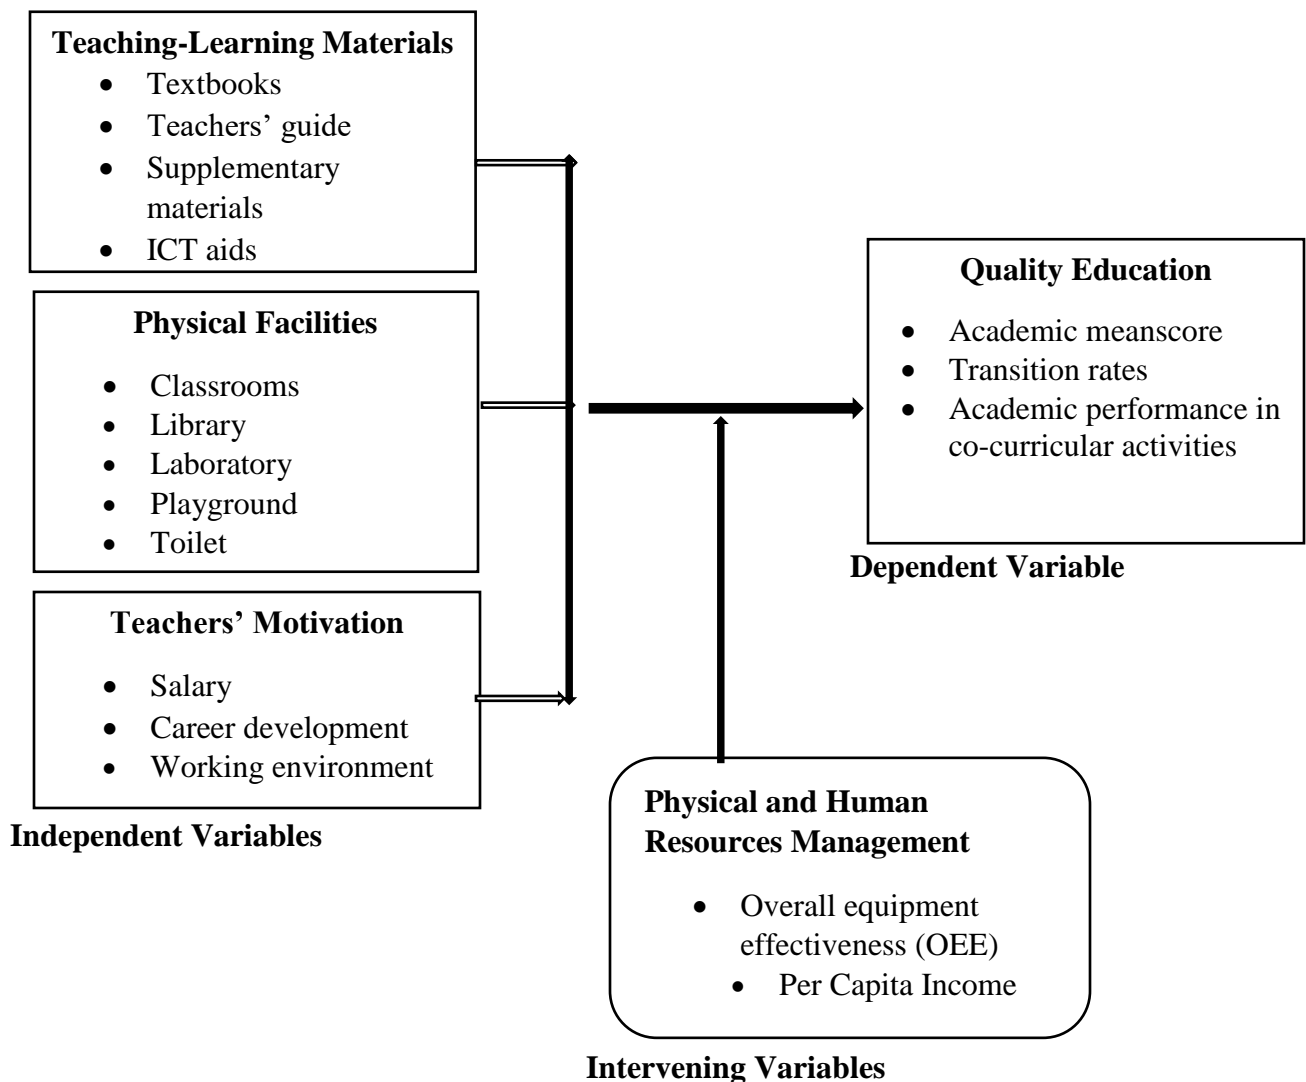 Teaching-Learning Materials
• Textbooks
• Teachers’ guide
• Supplementary
materials
• ICT aids
Physical Facilities
• Classrooms
• Library
• Laboratory
• Playground
• Toilet
Teachers’ Motivation
• Salary
• Career development
• Working environment
Independent Variables
Quality Education
• Academic meanscore
• Transition rates
• Academic performance in
co-curricular activities
Dependent Variable
Physical and Human
Resources Management
• Overall equipment
effectiveness (OEE)
• Per Capita Income
Intervening Variables